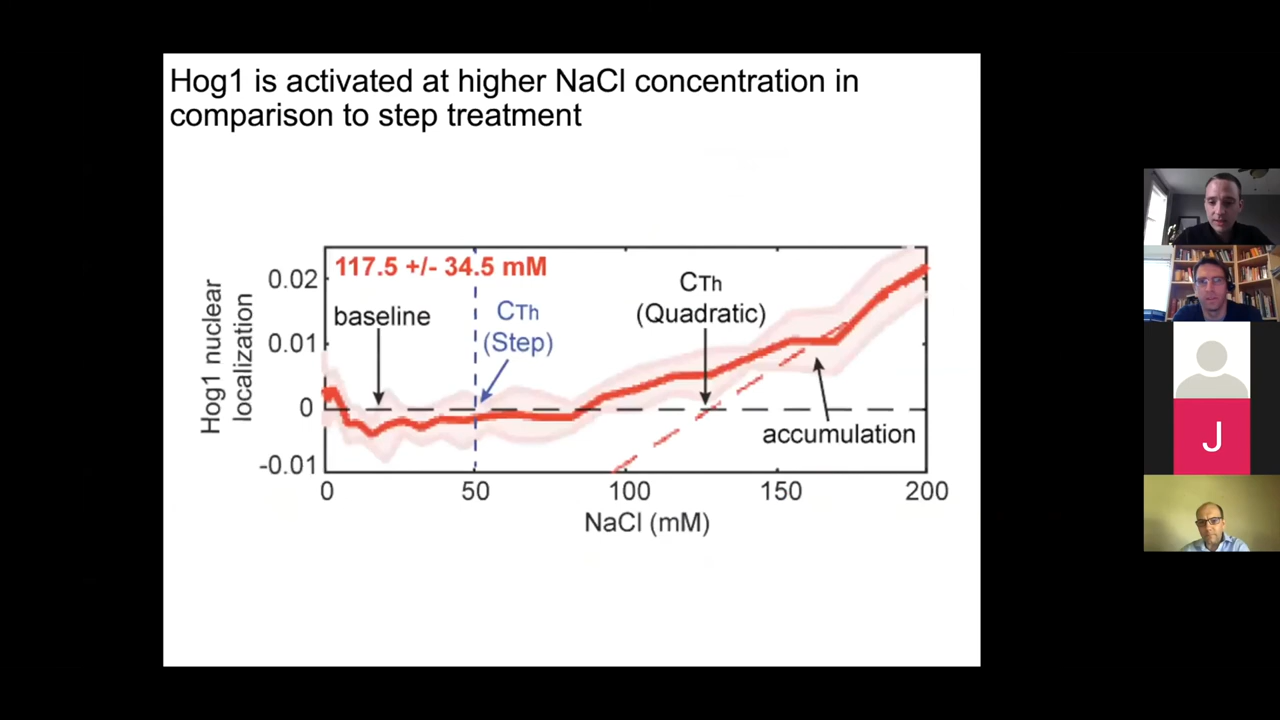 Hog1 is activated at higher NaCl concentration in
comparison to step treatment
117.5 +/- 34.5 mM
baseline
CTh
(Step)
CTh
(Quadratic)
accumulation
Hog1 nuclear
localization
0.02
0.01
0
-0.01
0
50
100
150
200
NaCl (mM)
J